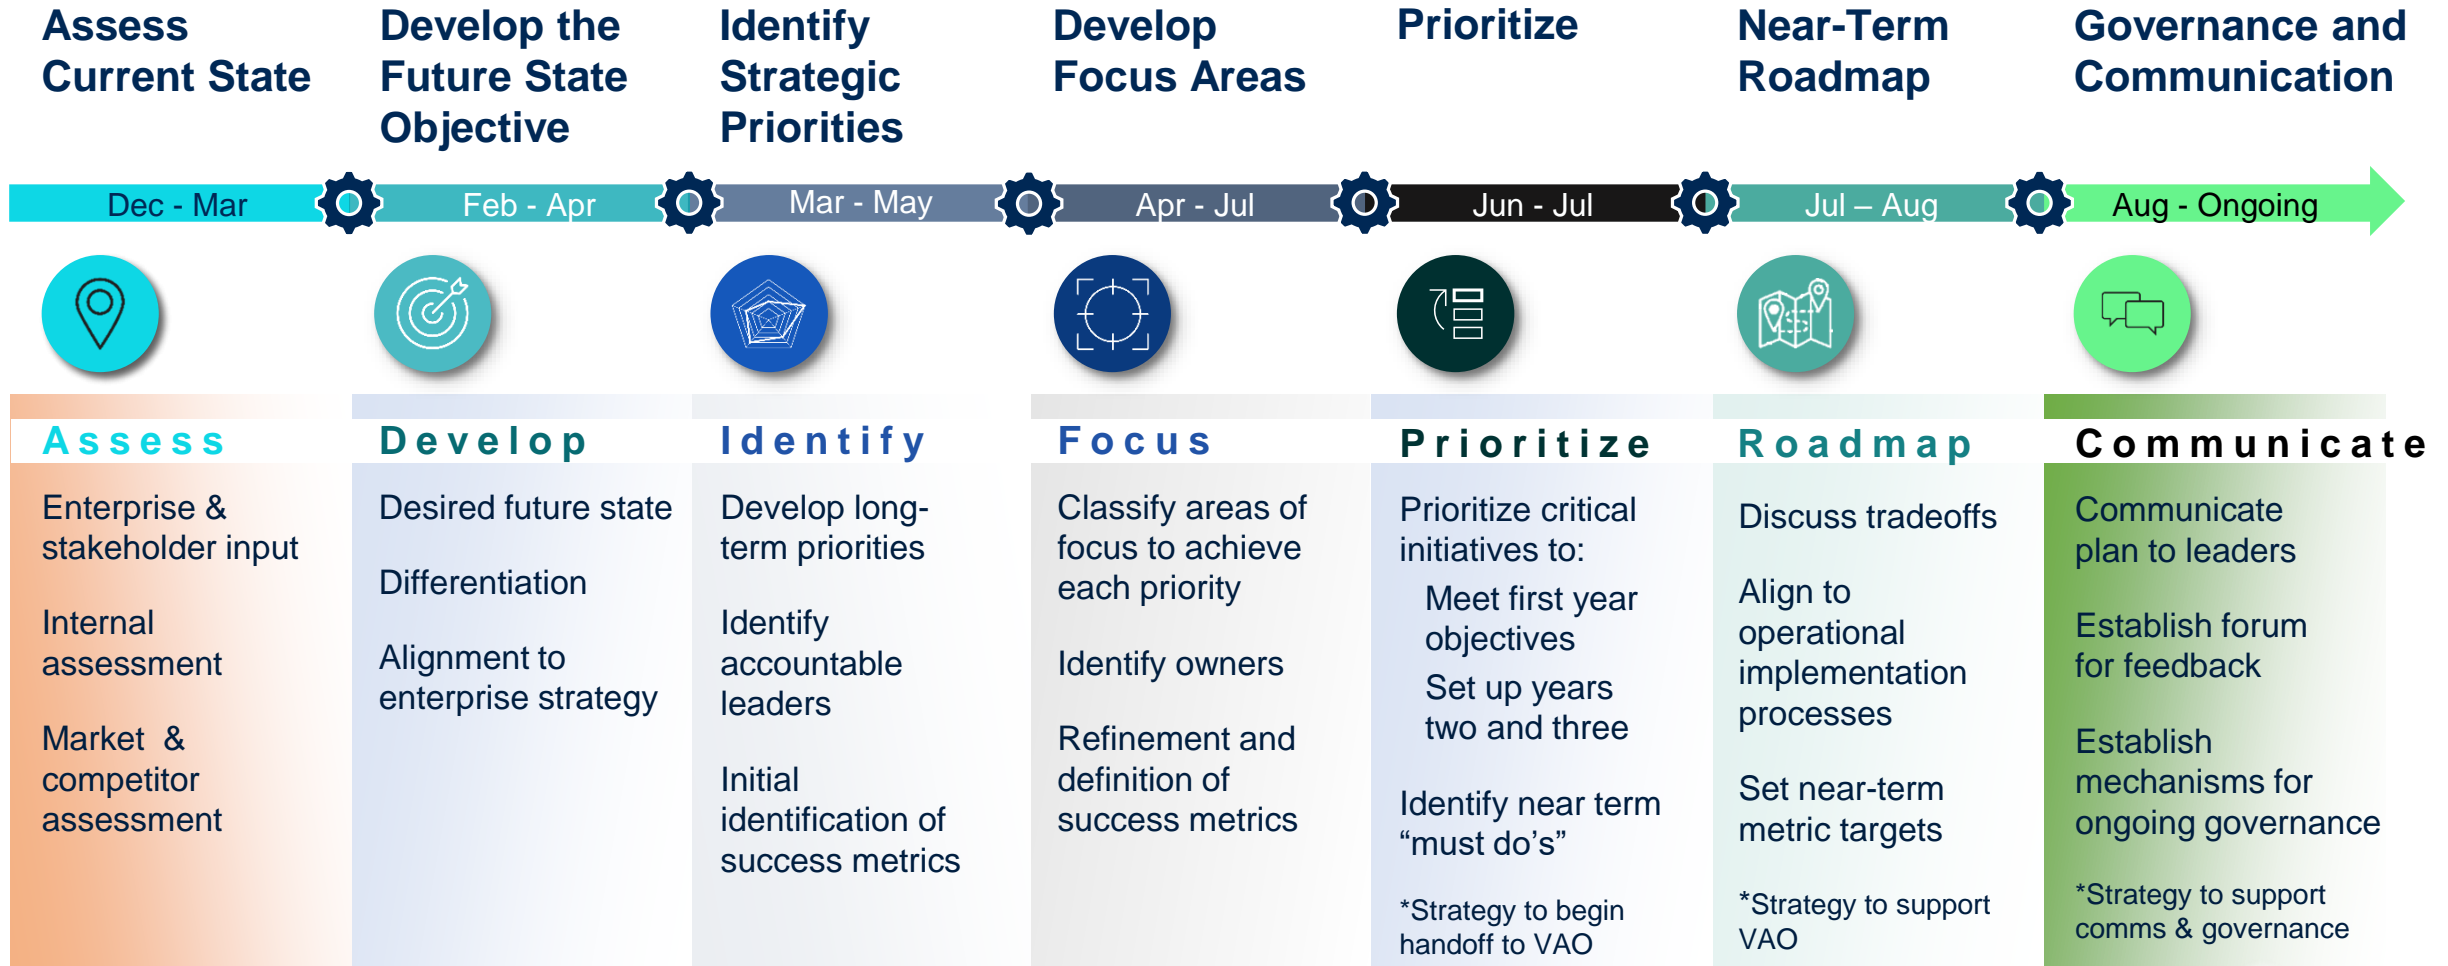 Assess
Current State
Develop the
Future State
Objective
Identify
Strategic
Priorities
Develop
Focus Areas
Prioritize
Near-Term
Roadmap
Governance and
Communication
Dec - Mar
Feb - Apr
Mar - May
Apr - Jul
Jun - Jul
Jul – Aug
Aug - Ongoing
Assess
Enterprise &
stakeholder input
Internal
assessment
Market  &
competitor
assessment
Develop
Desired future state
Differentiation
Alignment to
enterprise strategy
Identify
Develop long-
term priorities
Identify
accountable
leaders
Initial
identification of
success metrics
Focus
Classify areas of
focus to achieve
each priority
Identify owners
Refinement and
definition of
success metrics
Prioritize
Prioritize critical
initiatives to:
Meet first year
objectives
Set up years
two and three
Identify near term
“must do’s”
*Strategy to begin
handoff to VAO
Roadmap
Discuss tradeoffs
Align to
operational
implementation
processes
Set near-term
metric targets
*Strategy to support
VAO
Communicate
Communicate
plan to leaders
Establish forum
for feedback
Establish
mechanisms for
ongoing governance
*Strategy to support
comms & governance